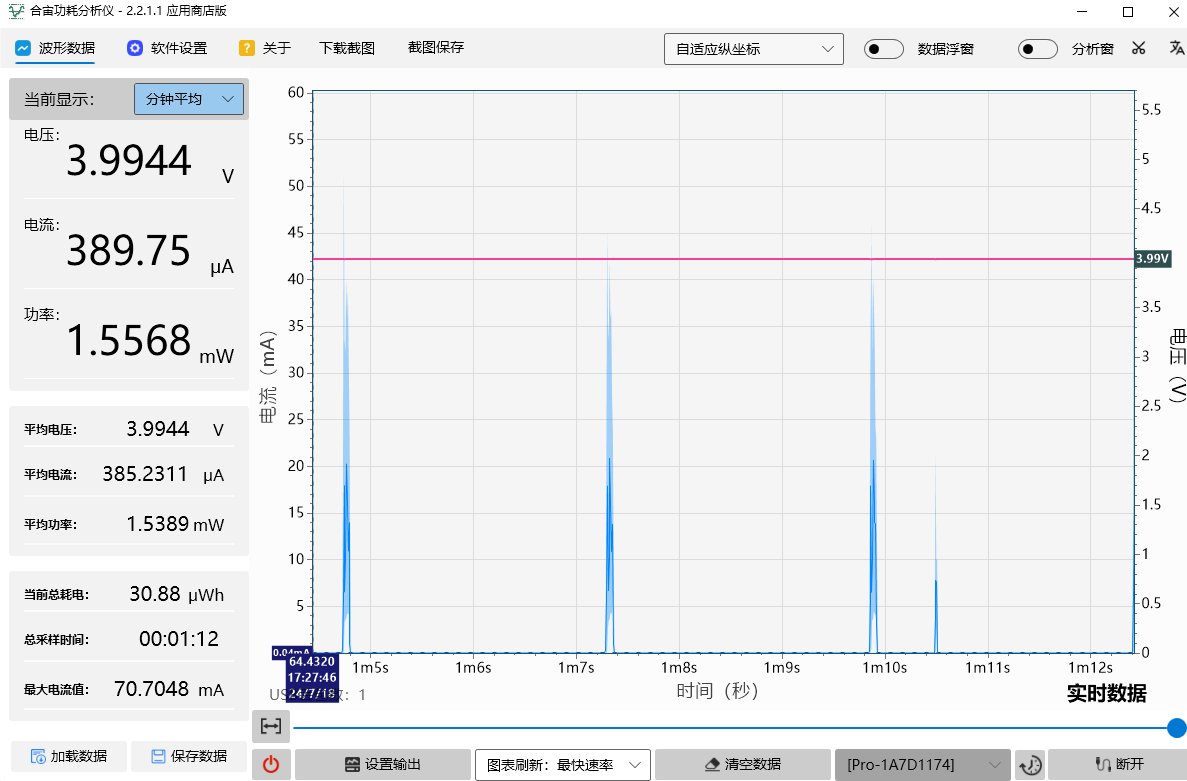 合宙功耗分析仪 - 2.2.1.1 应用商店版
波形数据 软件设置 ? 关于 下载截图 截图保存 自适应纵坐标 数据浮窗 分析窗
当前显示: 分钟平均
电压:
3.9944 V
电流:
389.75 μA
功率:
1.5568 mW
平均电压: 3.9944 V
平均电流: 385.2311 μA
平均功率: 1.5389 mW
当前总耗电: 30.88 μWh
总采样时间: 00:01:12
最大电流值: 70.7048 mA
加载数据 保存数据
电流（mA）
60
55
50
45
40
35
30
25
20
15
10
5
0.04mA
64.4320
17:27:46
24/7/18
1m5s 1m6s 1m7s 1m8s 1m9s 1m10s 1m11s 1m12s
时间（秒）
实时数据
5.5
5
4.5
3.99V
3.5
3
2.5
2
1.5
1
0.5
0
电压（V）
设置输出 图表刷新：最快速率 清空数据 [Pro-1A7D1174] 断开